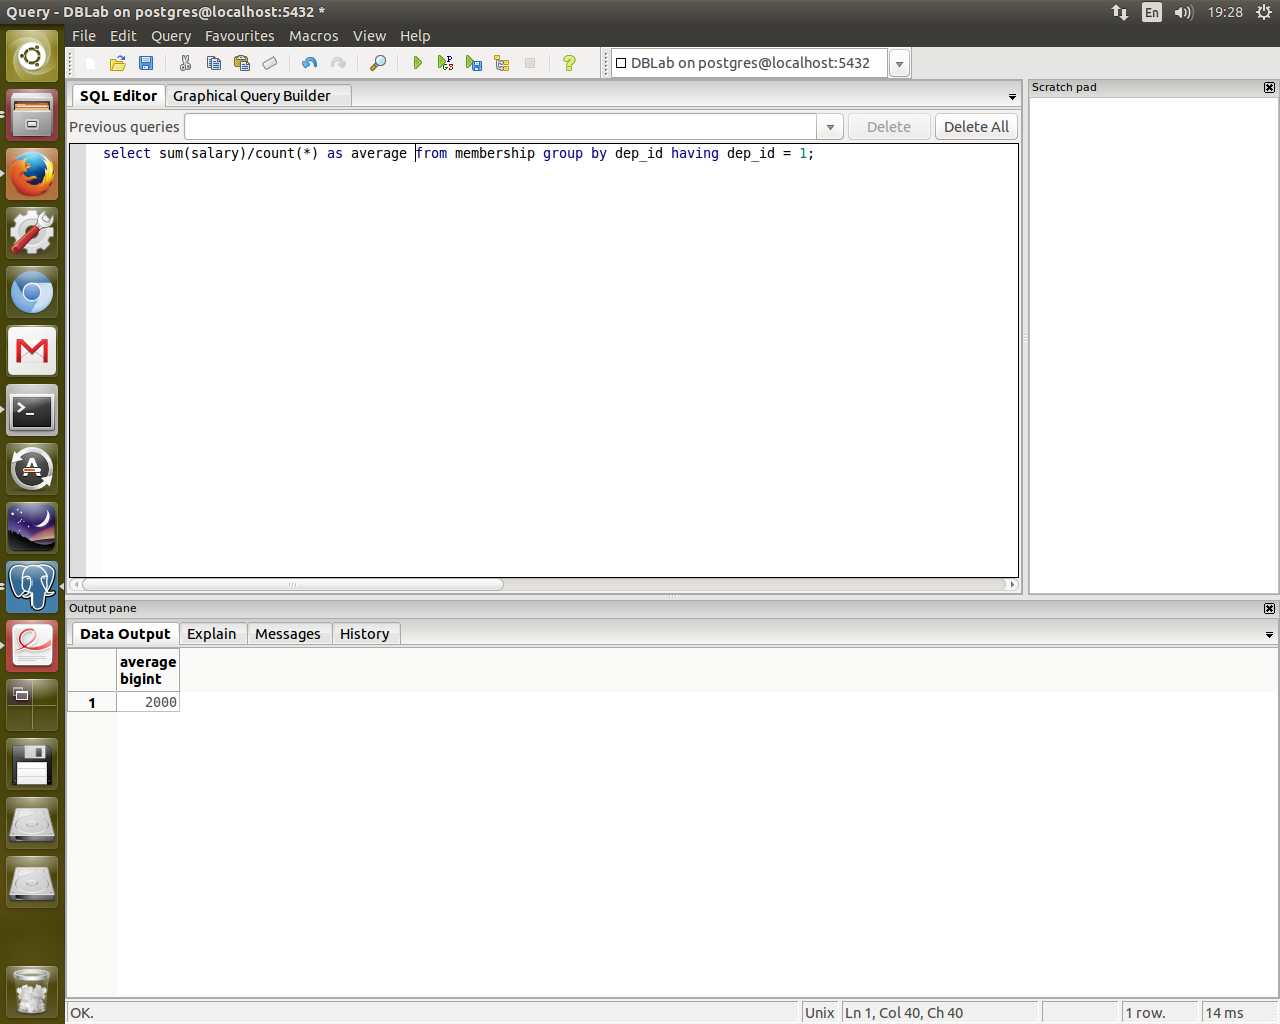 Query - DBLab on postgres@localhost:5432 *
En
19:28
File Edit Query Favourites Macros View Help
DBLab on postgres@localhost:5432
SQL Editor
Graphical Query Builder
Scratch pad
Previous queries
Delete
Delete All
select sum(salary)/count(*) as average from membership group by dep_id having dep_id = 1;
Output pane
Data Output
Explain
Messages
History
average
bigint
1
2000
OK.
Unix
Ln 1, Col 40, Ch 40
1 row.
14 ms